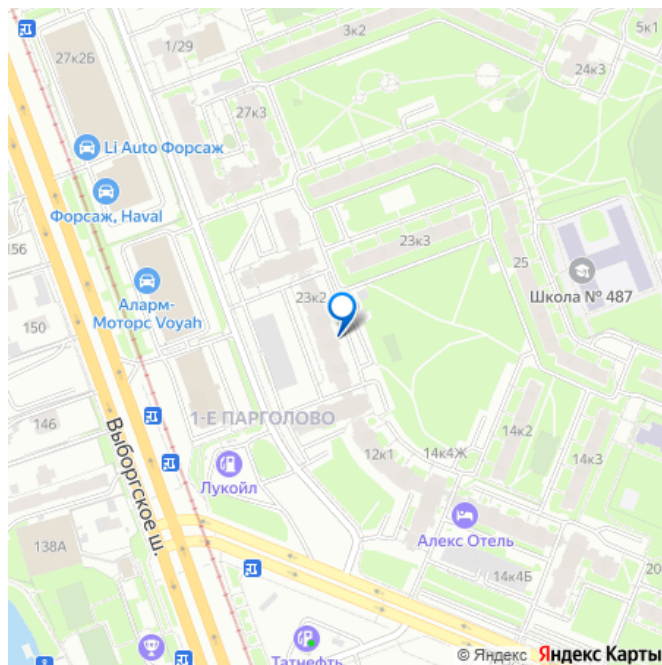 5к1
3к2
1/29
27к2Б
24к3
27к3
Li Auto Форсаж
Форсаж, Haval
156
23к3
25
Школа № 487
23к2
Аларм-
Моторс Voyah
150
1-Е ПАРГОЛОВО
146
14к2
Выборгское ш.
12к1
14к4Ж
14к3
Лукойл
Алекс Отель
138А
14к4Б
Татнефть
© Яндекс Яндекс Карты